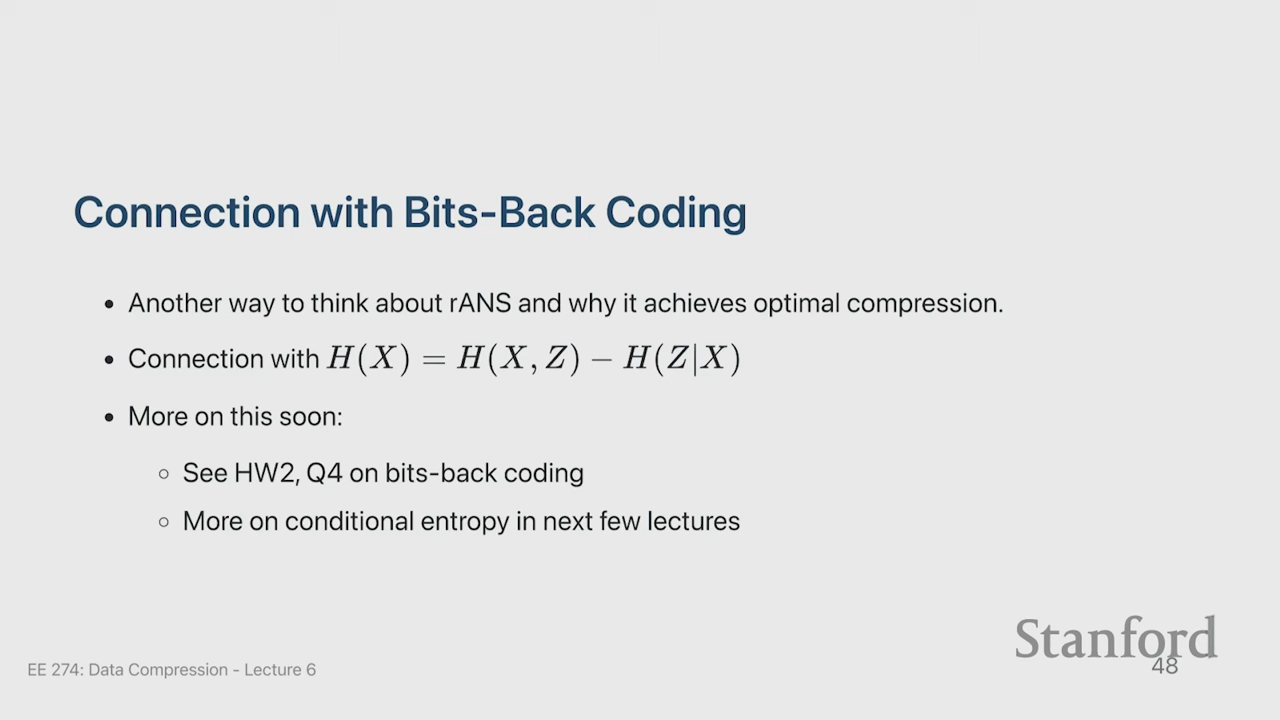 Connection with Bits-Back Coding
• Another way to think about rANS and why it achieves optimal compression.
• Connection with H(X) = H(X, Z) − H(Z|X)
• More on this soon:
◦ See HW2, Q4 on bits-back coding
◦ More on conditional entropy in next few lectures
Stanford
EE 274: Data Compression - Lecture 6
48